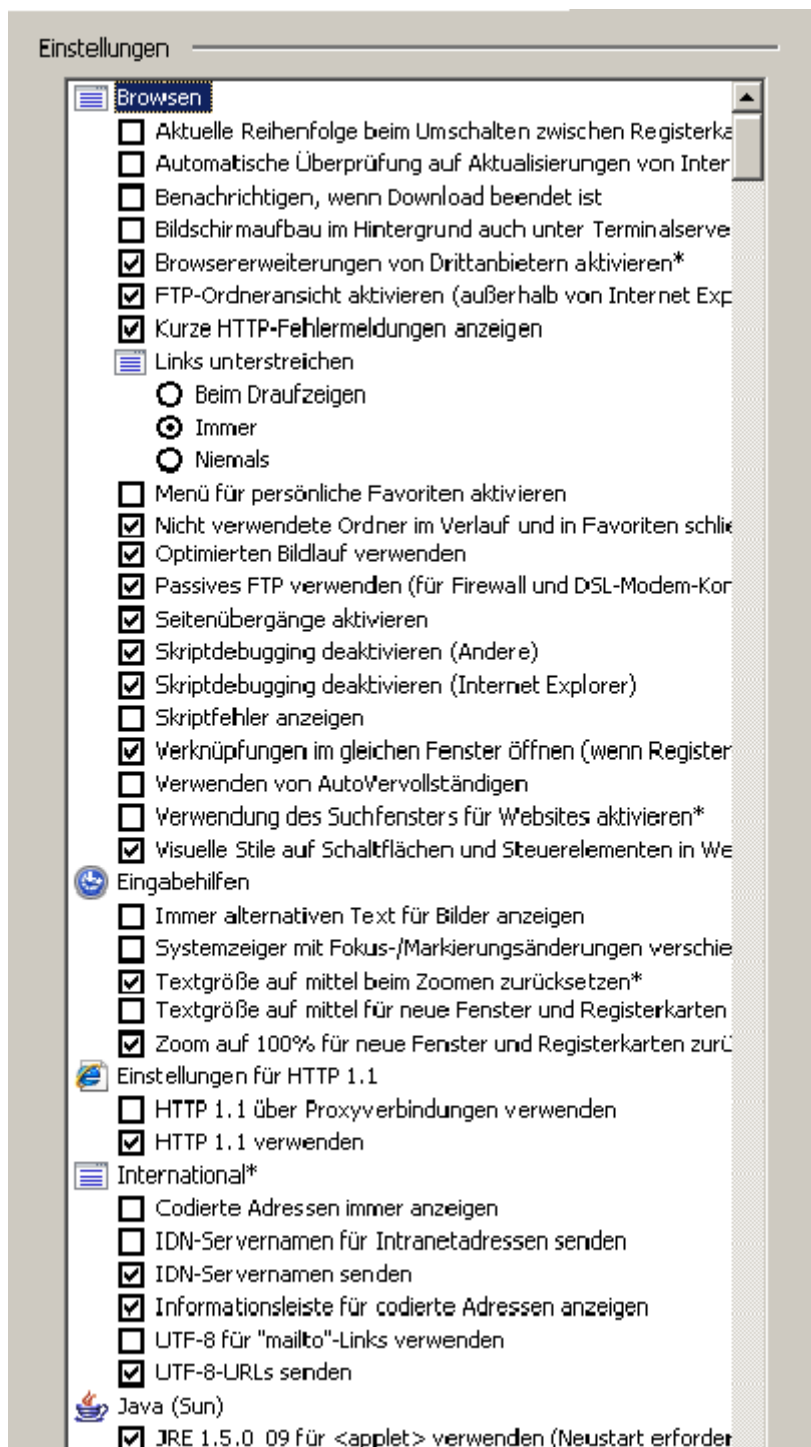 Einstellungen
Browsen
Aktuelle Reihenfolge beim Umschalten zwischen Registerka
Automatische Überprüfung auf Aktualisierungen von Inter
Benachrichtigen, wenn Download beendet ist
Bildschirmaufbau im Hintergrund auch unter Terminalserve
Browsererweiterungen von Drittanbietern aktivieren*
FTP-Ordneransicht aktivieren (außerhalb von Internet Exp
Kurze HTTP-Fehlermeldungen anzeigen
Links unterstreichen
Beim Draufzeigen
Immer
Niemals
Menü für persönliche Favoriten aktivieren
Nicht verwendete Ordner im Verlauf und in Favoriten schlie
Optimierten Bildlauf verwenden
Passives FTP verwenden (für Firewall und DSL-Modem-Kor
Seitenübergänge aktivieren
Skriptdebugging deaktivieren (Andere)
Skriptdebugging deaktivieren (Internet Explorer)
Skriptfehler anzeigen
Verknüpfungen im gleichen Fenster öffnen (wenn Register
Verwenden von AutoVervollständigen
Verwendung des Suchfensters für Websites aktivieren*
Visuelle Stile auf Schaltflächen und Steuerelementen in We
Eingabehilfen
Immer alternativen Text für Bilder anzeigen
Systemzeiger mit Fokus-/Markierungsänderungen verschie
Textgröße auf mittel beim Zoomen zurücksetzen*
Textgröße auf mittel für neue Fenster und Registerkarten
Zoom auf 100% für neue Fenster und Registerkarten zurü
Einstellungen für HTTP 1.1
HTTP 1.1 über Proxyverbindungen verwenden
HTTP 1.1 verwenden
International*
Codierte Adressen immer anzeigen
IDN-Servernamen für Intranetadressen senden
IDN-Servernamen senden
Informationsleiste für codierte Adressen anzeigen
UTF-8 für "mailto"-Links verwenden
UTF-8-URLs senden
Java (Sun)
JRE 1.5.0_09 für <applet> verwenden (Neustart erforder